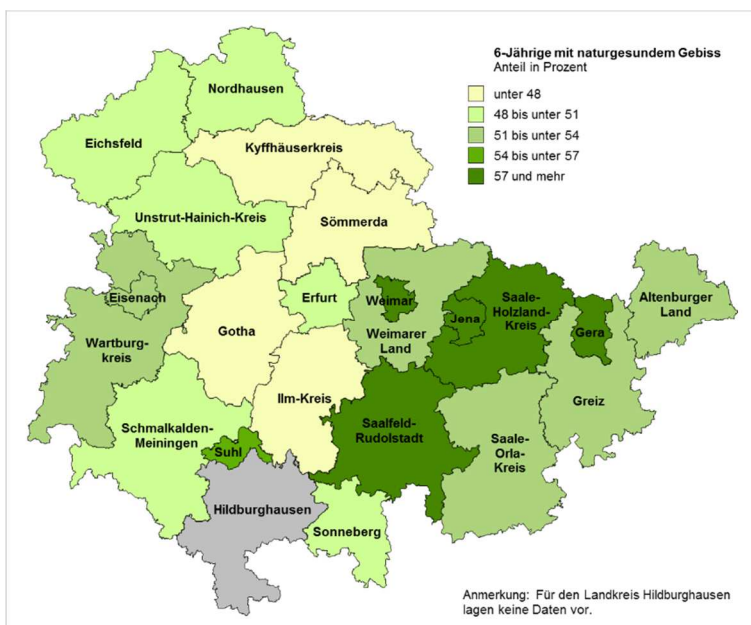 6-Jährige mit naturgesundem Gebiss
Anteil in Prozent
unter 48
48 bis unter 51
51 bis unter 54
54 bis unter 57
57 und mehr
Nordhausen
Eichsfeld
Kyffhäuserkreis
Unstrut-Hainich-Kreis
Sömmerda
Eisenach
Erfurt
Weimar
Saale-
Holzland-
Kreis
Jena
Gera
Altenburger
Land
Wartburg-
kreis
Gotha
Weimarer
Land
Ilm-Kreis
Greiz
Schmalkalden-
Meiningen
Suhl
Saalfeld-
Rudolstadt
Saale-
Orla-
Kreis
Hildburghausen
Sonneberg
Anmerkung: Für den Landkreis Hildburghausen
lagen keine Daten vor.